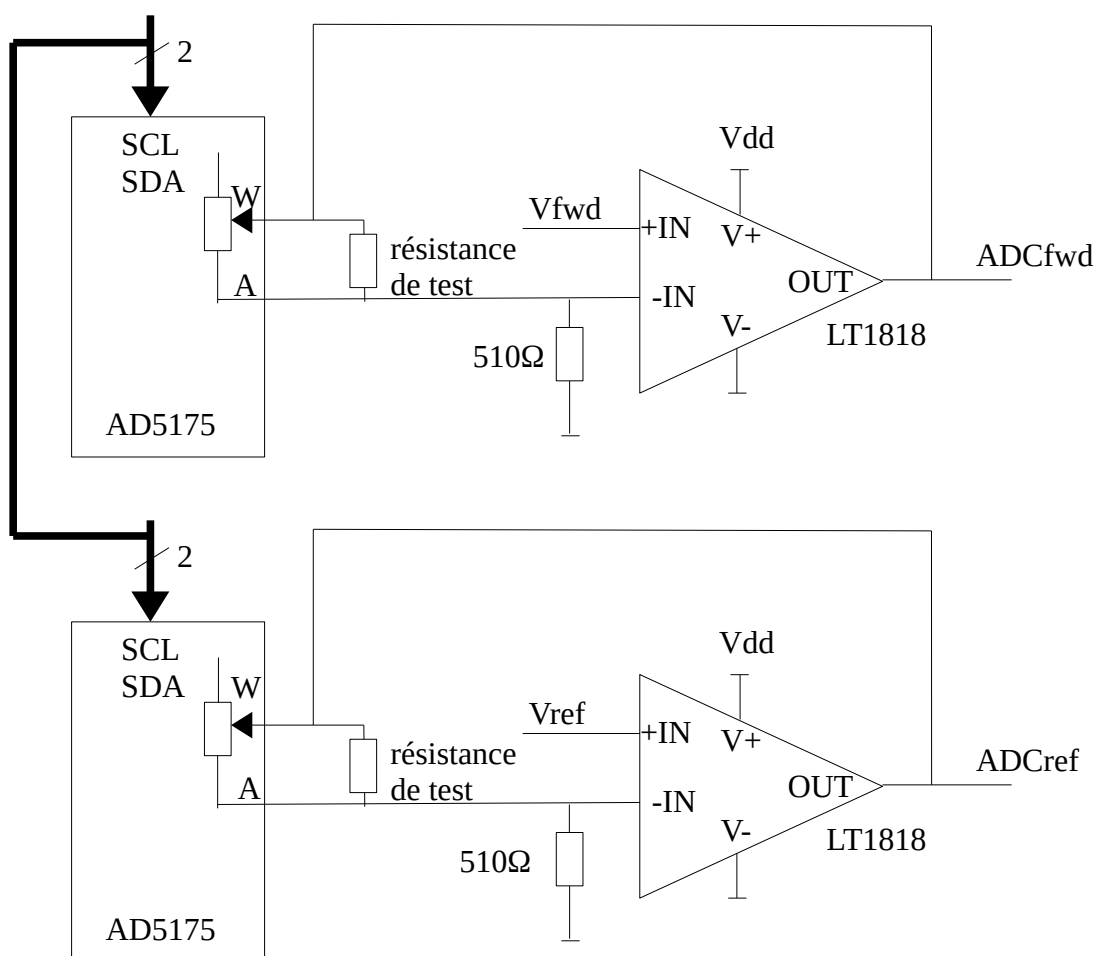 2
SCL
SDA
W
A
AD5175
résistance
de test
Vfwd
+IN
-IN
510Ω
Vdd
V+
OUT
V-
LT1818
ADCfwd
2
SCL
SDA
W
A
AD5175
résistance
de test
Vref
+IN
-IN
510Ω
Vdd
V+
OUT
V-
LT1818
ADCref